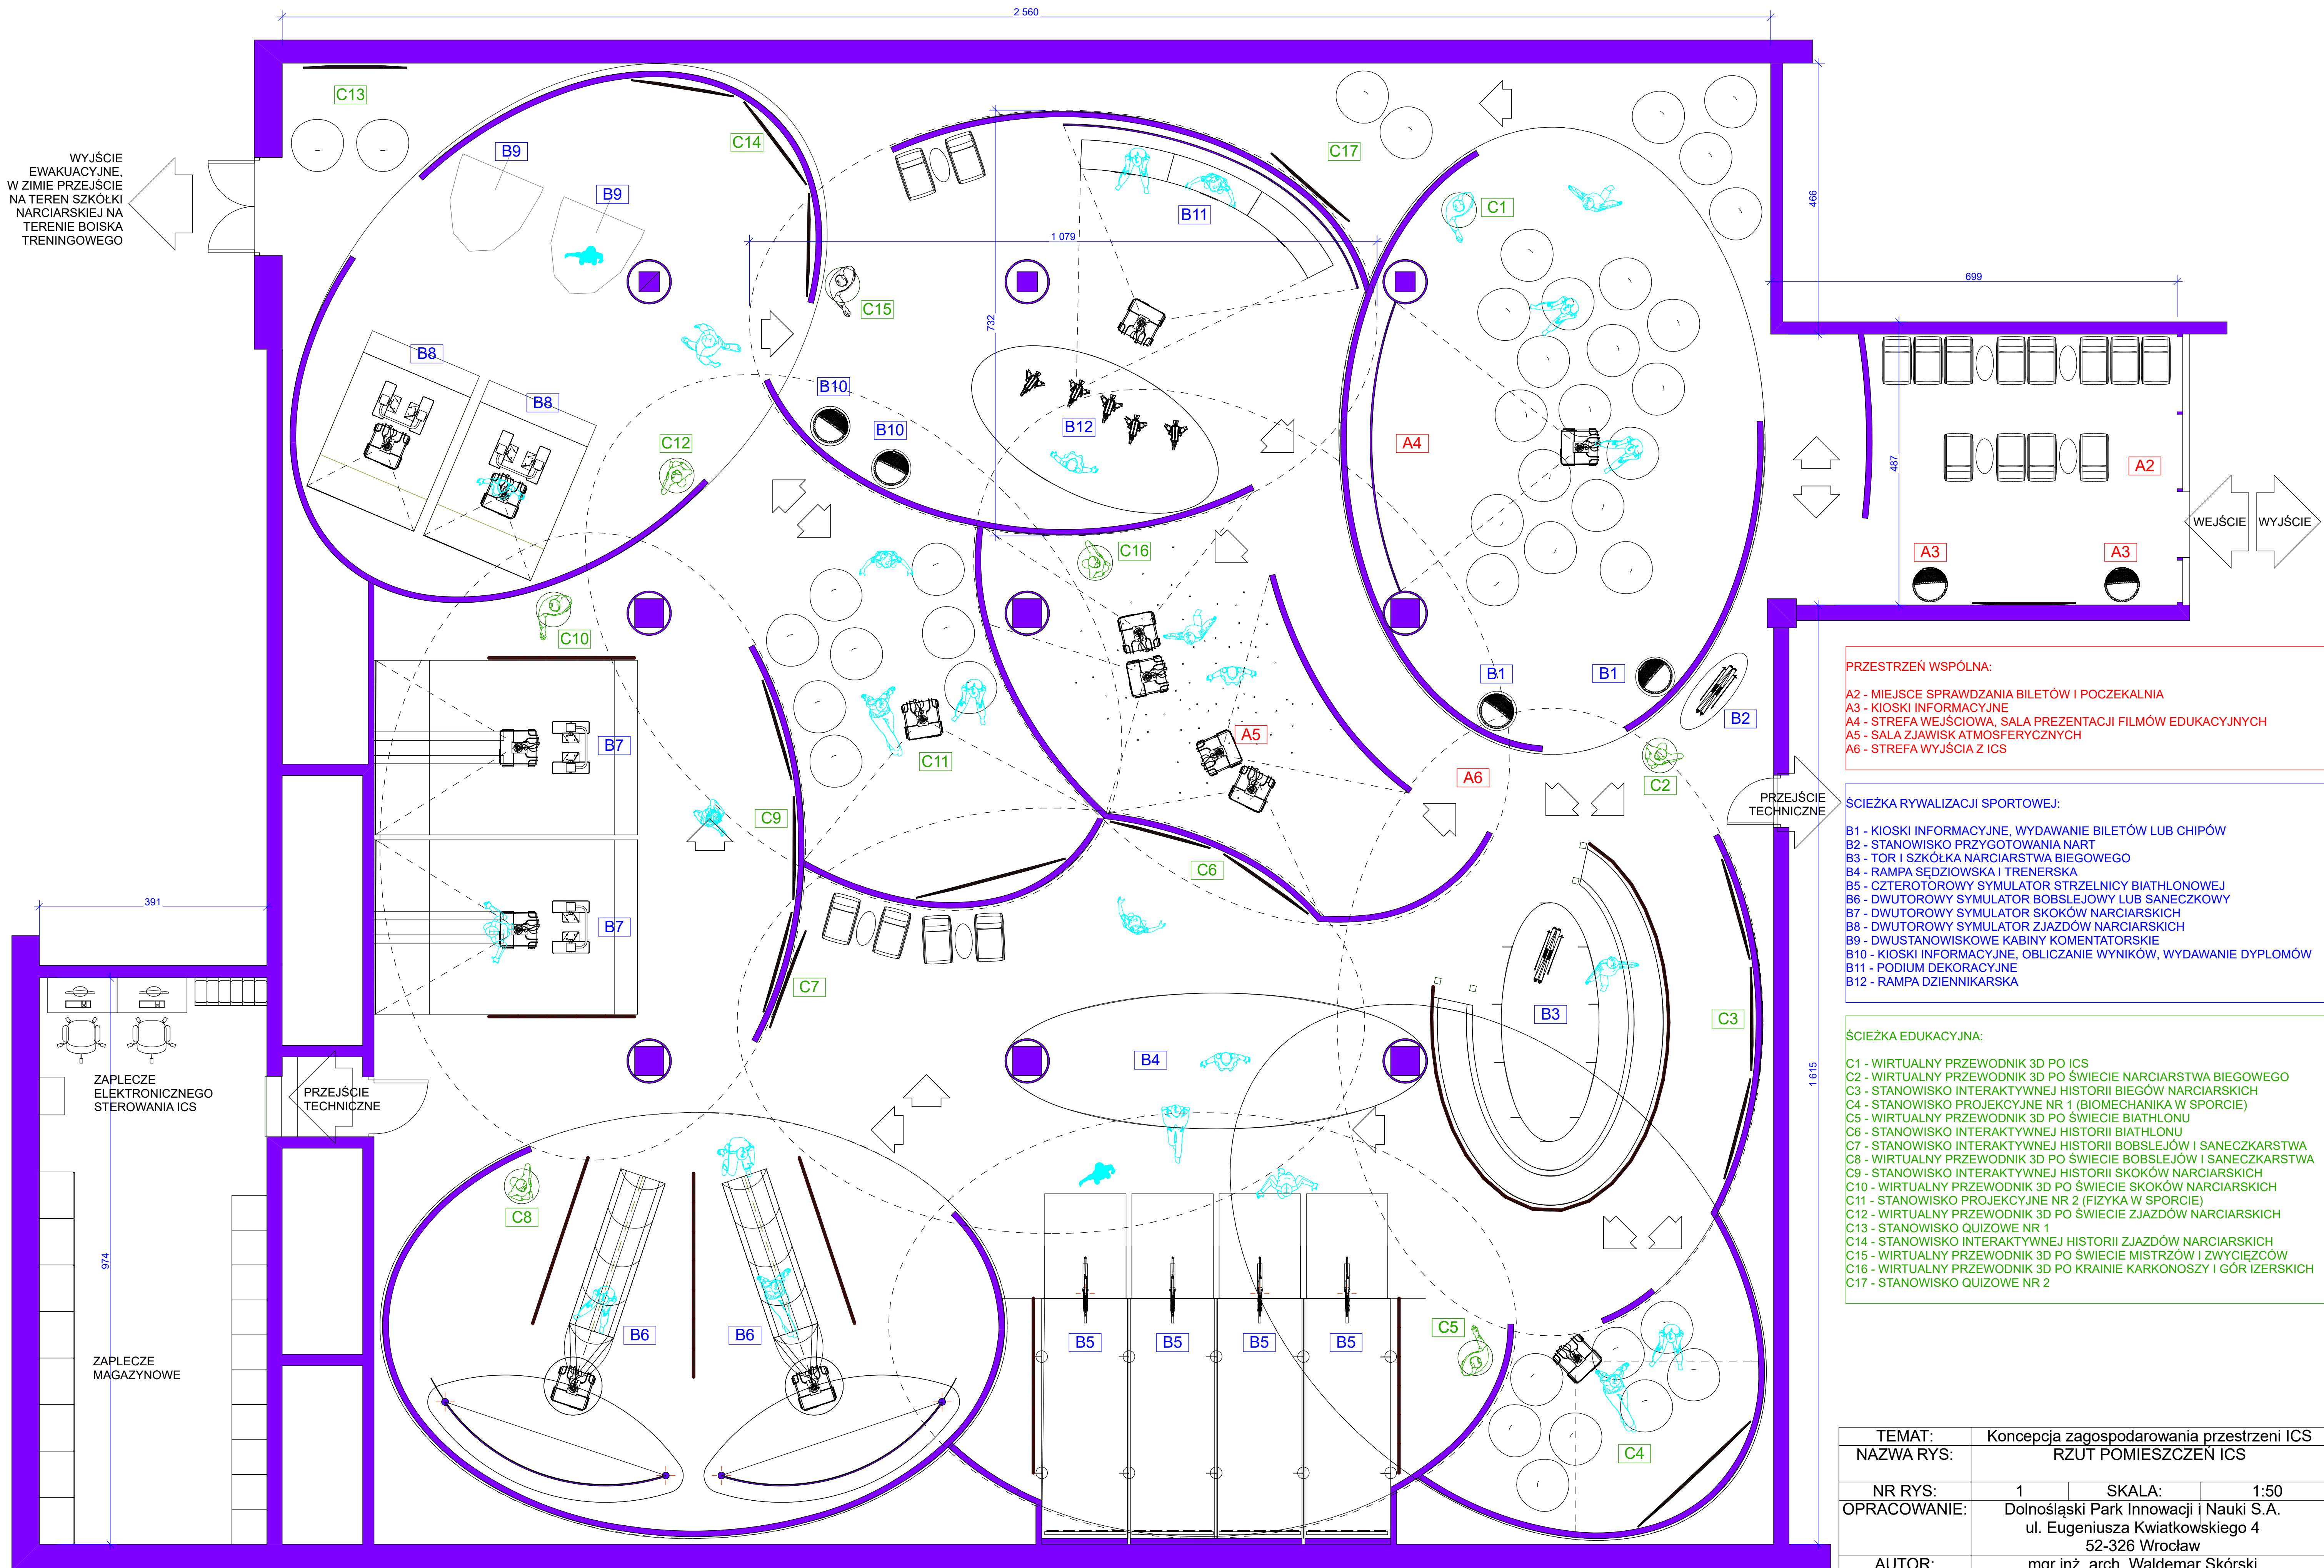 2 560
C13
C14
C17
B9
B9
WYJŚCIE
EWAKUACYJNE,
W ZIMIE PRZEJŚCIE
NA TEREN SZKÓŁKI
NARCIARSKIEJ NA
TERENIE BOISKA
TRENINGOWEGO
466
C1
B11
1 079
699
C15
732
B8
B8
B10
B10
B12
C12
A4
A2
487
WEJŚCIE
WYJŚCIE
A3
A3
C16
C10
B1
B1
B2
B7
A5
C11
A6
C2
C9
C6
PRZEJŚCIE
TECHNICZNE
B7
C7
391
B3
C3
B4
1 615
ZAPLECZE
ELEKTRONICZNEGO
STEROWANIA ICS
PRZEJŚCIE
TECHNICZNE
C8
974
B6
B6
B5
B5
B5
B5
C5
ZAPLECZE
MAGAZYNOWE
C4
PRZESTRZEŃ WSPÓLNA:
A2 - MIEJSCE SPRAWDZANIA BILETÓW I POCZEKALNIA
A3 - KIOSKI INFORMACYJNE
A4 - STREFA WEJŚCIOWA, SALA PREZENTACJI FILMÓW EDUKACYJNYCH
A5 - SALA ZJAWISK ATMOSFERYCZNYCH
A6 - STREFA WYJŚCIA Z ICS
ŚCIEŻKA RYWALIZACJI SPORTOWEJ:
B1 - KIOSKI INFORMACYJNE, WYDAWANIE BILETÓW LUB CHIPÓW
B2 - STANOWISKO PRZYGOTOWANIA NART
B3 - TOR I SZKÓŁKA NARCIARSTWA BIEGOWEGO
B4 - RAMPA SĘDZIOWSKA I TRENERSKA
B5 - CZTEROTOROWY SYMULATOR STRZELNICY BIATHLONOWEJ
B6 - DWUTOROWY SYMULATOR BOBSLEJOWY LUB SANECZKOWY
B7 - DWUTOROWY SYMULATOR SKOKÓW NARCIARSKICH
B8 - DWUTOROWY SYMULATOR ZJAZDÓW NARCIARSKICH
B9 - DWUSTANOWISKOWE KABINY KOMENTATORSKIE
B10 - KIOSKI INFORMACYJNE, OBLICZANIE WYNIKÓW, WYDAWANIE DYPLOMÓW
B11 - PODIUM DEKORACYJNE
B12 - RAMPA DZIENNIKARSKA
ŚCIEŻKA EDUKACYJNA:
C1 - WIRTUALNY PRZEWODNIK 3D PO ICS
C2 - WIRTUALNY PRZEWODNIK 3D PO ŚWIECIE NARCIARSTWA BIEGOWEGO
C3 - STANOWISKO INTERAKTYWNEJ HISTORII BIEGÓW NARCIARSKICH
C4 - STANOWISKO PROJEKCYJNE NR 1 (BIOMECHANIKA W SPORCIE)
C5 - WIRTUALNY PRZEWODNIK 3D PO ŚWIECIE BIATHLONU
C6 - STANOWISKO INTERAKTYWNEJ HISTORII BIATHLONU
C7 - STANOWISKO INTERAKTYWNEJ HISTORII BOBSLEJÓW I SANECZKARSTWA
C8 - WIRTUALNY PRZEWODNIK 3D PO ŚWIECIE BOBSLEJÓW I SANECZKARSTWA
C9 - STANOWISKO INTERAKTYWNEJ HISTORII SKOKÓW NARCIARSKICH
C10 - WIRTUALNY PRZEWODNIK 3D PO ŚWIECIE SKOKÓW NARCIARSKICH
C11 - STANOWISKO PROJEKCYJNE NR 2 (FIZYKA W SPORCIE)
C12 - WIRTUALNY PRZEWODNIK 3D PO ŚWIECIE ZJAZDÓW NARCIARSKICH
C13 - STANOWISKO QUIZOWE NR 1
C14 - STANOWISKO INTERAKTYWNEJ HISTORII ZJAZDÓW NARCIARSKICH
C15 - WIRTUALNY PRZEWODNIK 3D PO ŚWIECIE MISTRZÓW I ZWYCIĘZCÓW
C16 - WIRTUALNY PRZEWODNIK 3D PO KRAINIE KARKONOSZY I GÓR IZERSKICH
C17 - STANOWISKO QUIZOWE NR 2
TEMAT: Koncepcja zagospodarowania przestrzeni ICS
NAZWA RYS: RZUT POMIESZCZEŃ ICS
NR RYS: 1 SKALA: 1:50
OPRACOWANIE: Dolnośląski Park Innowacji i Nauki S.A.
ul. Eugeniusza Kwiatkowskiego 4
52-326 Wrocław
AUTOR: mgr inż. arch. Waldemar Skórski